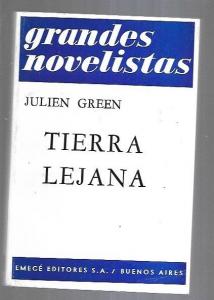 grandes
novelistas
JULIEN GREEN
TIERRA
LEJANA
EMECÉ EDITORES S.A. / BUENOS AIRES